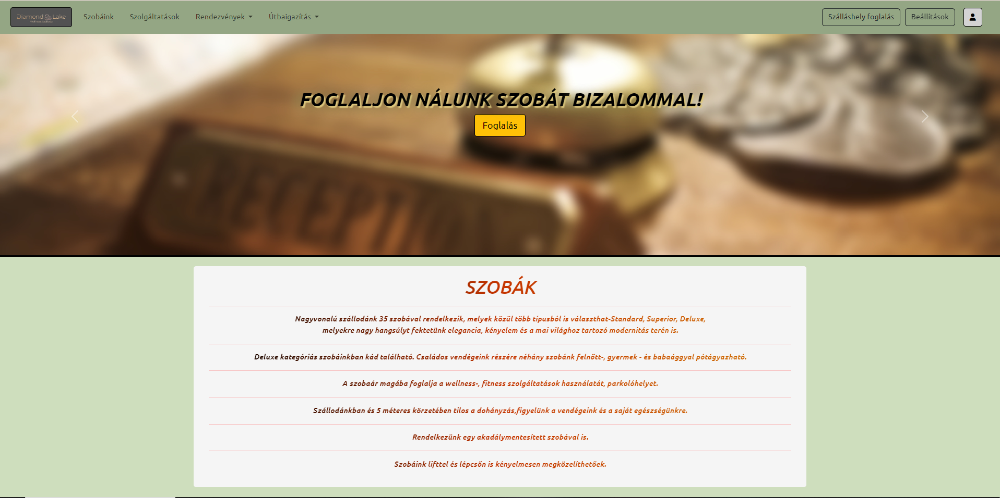 Diamond Lake
Wellness Szálloda
Szobáink
Szolgáltatások
Rendezvények
Útbaigazítás
Szálláshely foglalás
Beállítások
FOGLALJON NÁLUNK SZOBÁT BIZALOMMAL!
Foglalás
RECEPTION
SZOBÁK
Nagyvonalú szállodánk 35 szobával rendelkezik, melyek közül több típusból is választhat-Standard, Superior, Deluxe,
melyekre nagy hangsúlyt fektetünk elegancia, kényelem és a mai világhoz tartozó modernitás terén is.
Deluxe kategóriás szobáinkban kád található. Családos vendégeink részére néhány szobánk felnőtt-, gyermek - és babaággyal pótágyazható.
A szobaár magába foglalja a wellness-, fitness szolgáltatások használatát, parkolóhelyet.
Szállodánkban és 5 méteres körzetében tilos a dohányzás,figyelünk a vendégeink és a saját egészségünkre.
Rendelkezünk egy akadálymentesített szobával is.
Szobáink lifttel és lépcsőn is kényelmesen megközelíthetőek.